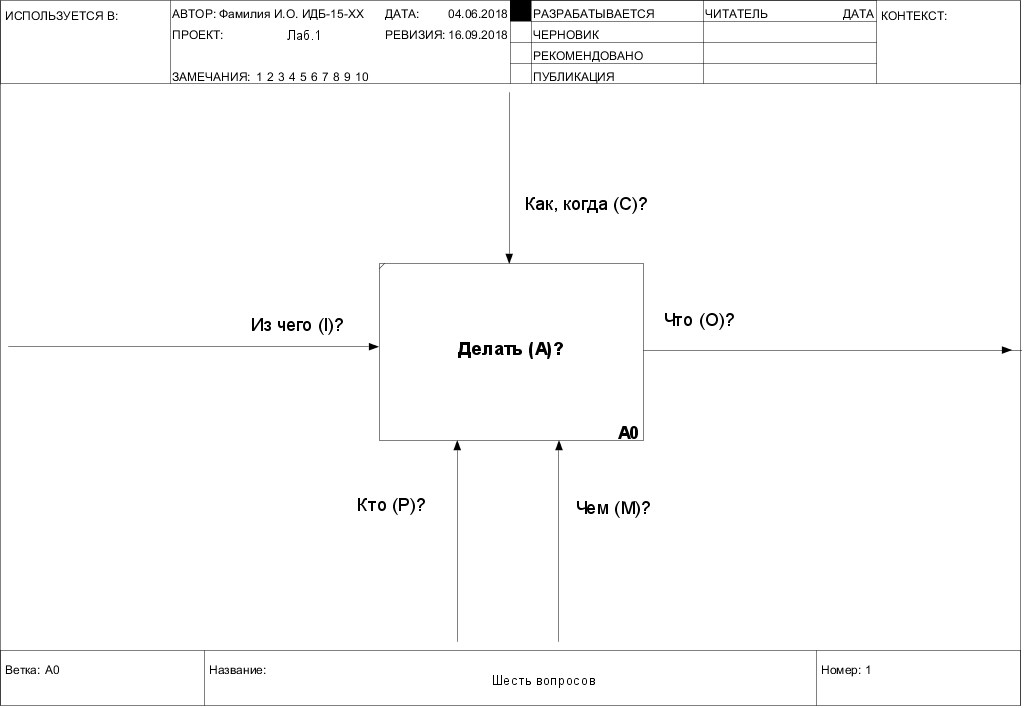 ИСПОЛЬЗУЕТСЯ В:
АВТОР: Фамилия И.О. ИДБ-15-ХХ
ДАТА: 04.06.2018
ПРОЕКТ: Лаб.1
РЕВИЗИЯ: 16.09.2018
ЗАМЕЧАНИЯ: 1 2 3 4 5 6 7 8 9 10
РАЗРАБАТЫВАЕТСЯ
ЧЕРНОВИК
РЕКОМЕНДОВАНО
ПУБЛИКАЦИЯ
ЧИТАТЕЛЬ ДАТА
КОНТЕКСТ:
Как, когда (C)?
Из чего (I)?
Что (O)?
Делать (A)?
A0
Кто (P)?
Чем (M)?
Ветка: A0
Название:
Шесть вопросов
Номер: 1